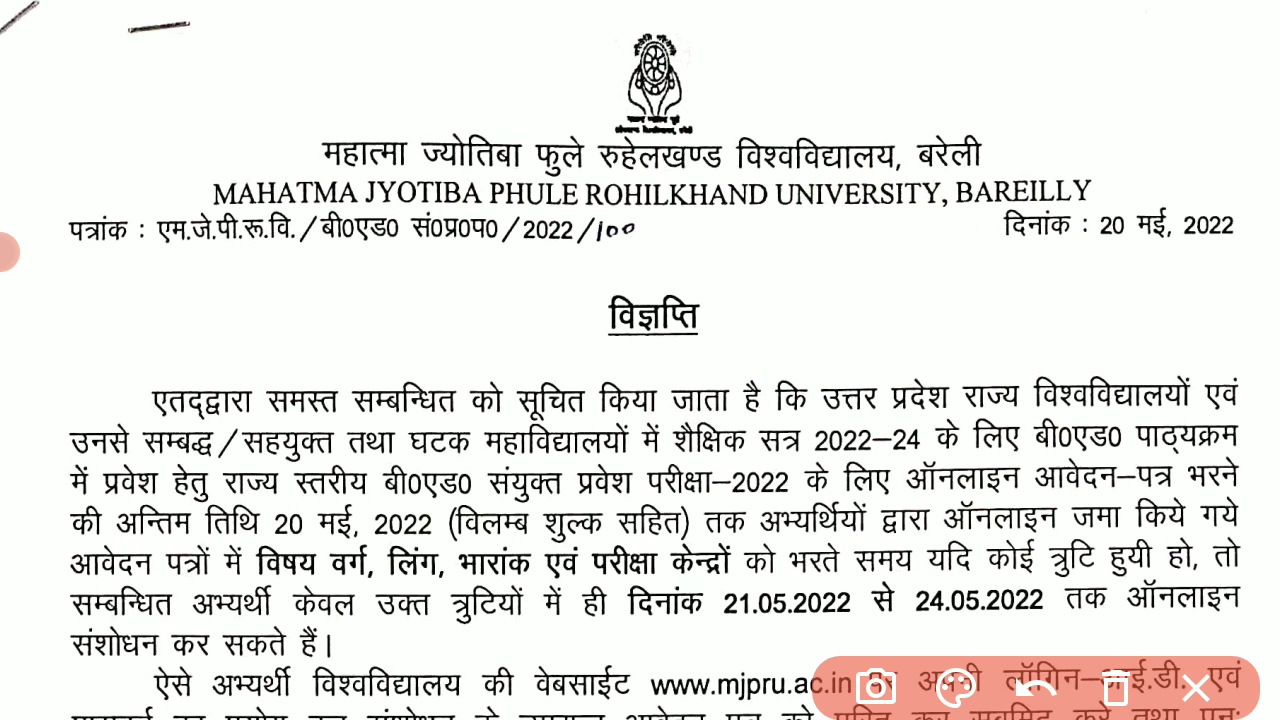 महात्मा ज्योतिबा फुले रुहेलखण्ड विश्वविद्यालय, बरेली
MAHATMA JYOTIBA PHULE ROHILKHAND UNIVERSITY, BAREILLY
पत्रांक : एम.जे.पी.रू.वि./बी0एड0 सं0प्र0प0/2022/100 दिनांक : 20 मई, 2022
विज्ञप्ति
एतद्द्वारा समस्त सम्बन्धित को सूचित किया जाता है कि उत्तर प्रदेश राज्य विश्वविद्यालयों एवं
उनसे सम्बद्ध/सहयुक्त तथा घटक महाविद्यालयों में शैक्षिक सत्र 2022–24 के लिए बी0एड0 पाठ्यक्रम
में प्रवेश हेतु राज्य स्तरीय बी0एड0 संयुक्त प्रवेश परीक्षा–2022 के लिए ऑनलाइन आवेदन–पत्र भरने
की अन्तिम तिथि 20 मई, 2022 (विलम्ब शुल्क सहित) तक अभ्यर्थियों द्वारा ऑनलाइन जमा किये गये
आवेदन पत्रों में विषय वर्ग, लिंग, भारांक एवं परीक्षा केन्द्रों को भरते समय यदि कोई त्रुटि हुयी हो, तो
सम्बन्धित अभ्यर्थी केवल उक्त त्रुटियों में ही दिनांक 21.05.2022 से 24.05.2022 तक ऑनलाइन
संशोधन कर सकते हैं।
ऐसे अभ्यर्थी विश्वविद्यालय की वेबसाईट www.mjpru.ac.in पर अपनी लॉगिन–आई.डी. एवं